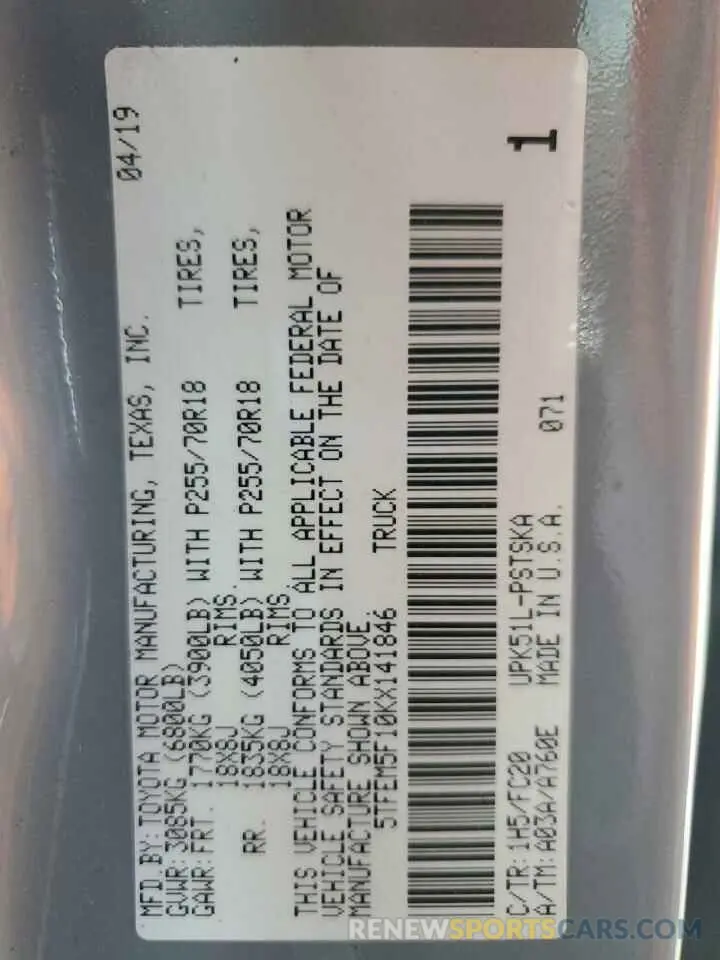 MFD.BY: TOYOTA MOTOR MANUFACTURING, TEXAS, INC. 04/19
GVWR: 3085KG (6800LB)
GAWR: FRT. 1770KG (3900LB) WITH P255/70R18 TIRES,
18X8J RIMS.
RR. 1835KG (4050LB) WITH P255/70R18 TIRES,
18X8J RIMS.
THIS VEHICLE CONFORMS TO ALL APPLICABLE FEDERAL MOTOR
VEHICLE SAFETY STANDARDS IN EFFECT ON THE DATE OF
MANUFACTURE SHOWN ABOVE.
5TFEM5F10KX141846 TRUCK
C/TR: 1H5/FC20 UPK51L-PSTSKA 071
A/TM: A03A/A760E MADE IN U.S.A.
1
RENEWSPORTSCARS.COM